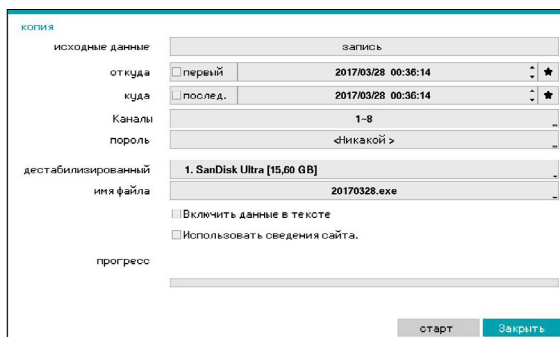 копия
исходные данные запись
откуда первый 2017/03/28 00:36:14
куда послед. 2017/03/28 00:36:14
Каналы 1~8
пороль <Никакой >
дестабилизированный 1. SanDisk Ultra [15,60 GB]
имя файла 20170328.exe
Включить данные в тексте
Использовать сведения сайта.
прогресс
старт Закрыть